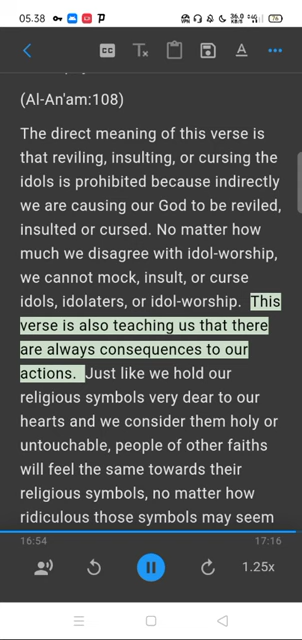 05.38
36.0
KB/S
74
CC
Tx
A
(Al-An'am:108)
The direct meaning of this verse is
that reviling, insulting, or cursing the
idols is prohibited because indirectly
we are causing our God to be reviled,
insulted or cursed. No matter how
much we disagree with idol-worship,
we cannot mock, insult, or curse
idols, idolaters, or idol-worship. This
verse is also teaching us that there
are always consequences to our
actions. Just like we hold our
religious symbols very dear to our
hearts and we consider them holy or
untouchable, people of other faiths
will feel the same towards their
religious symbols, no matter how
ridiculous those symbols may seem
16:54 17:16
1.25x